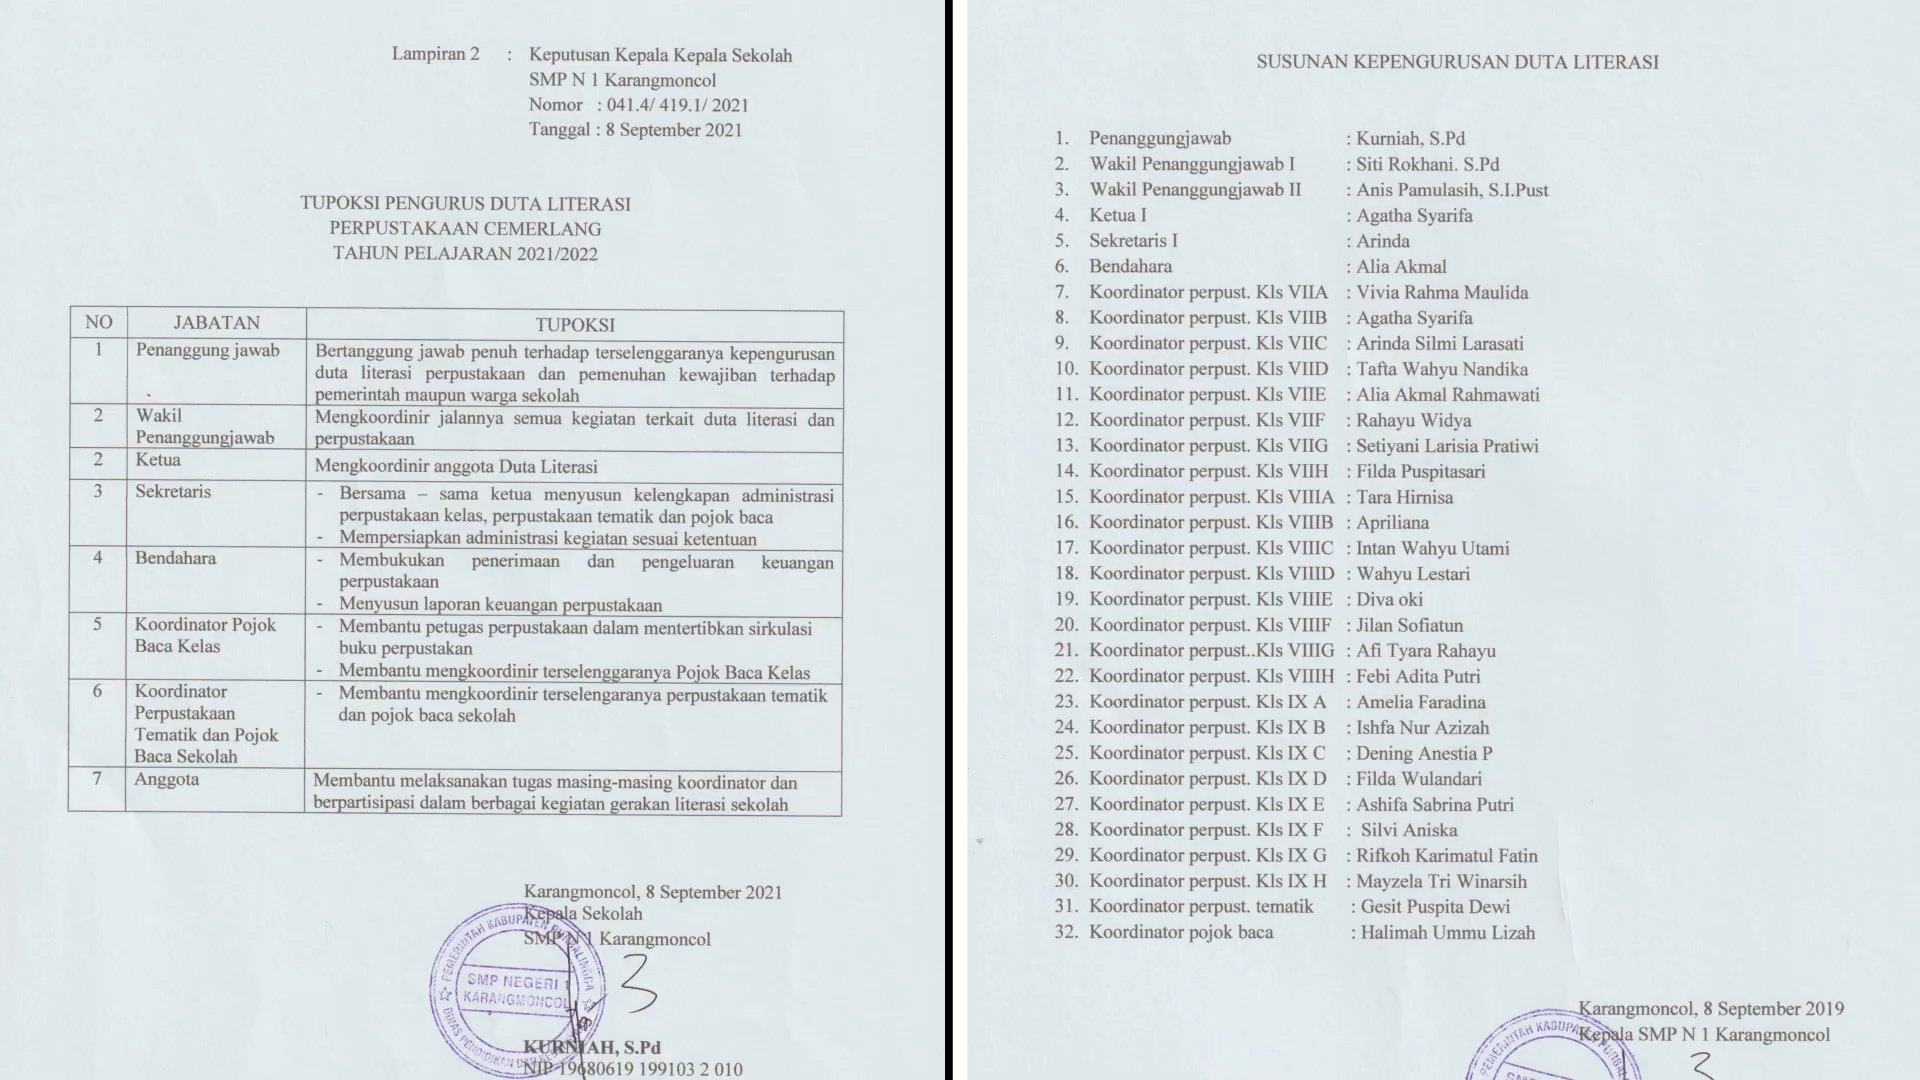 Lampiran 2 : Keputusan Kepala Kepala Sekolah
SMP N 1 Karangmoncol
Nomor : 041.4/ 419.1/ 2021
Tanggal : 8 September 2021
TUPOKSI PENGURUS DUTA LITERASI
PERPUSTAKAAN CEMERLANG
TAHUN PELAJARAN 2021/2022
NO JABATAN TUPOKSI
1 Penanggung jawab Bertanggung jawab penuh terhadap terselenggaranya kepengurusan
duta literasi perpustakaan dan pemenuhan kewajiban terhadap
pemerintah maupun warga sekolah
2 Wakil Mengkoordinir jalannya semua kegiatan terkait duta literasi dan
Penanggungjawab perpustakaan
2 Ketua Mengkoordinir anggota Duta Literasi
3 Sekretaris - Bersama – sama ketua menyusun kelengkapan administrasi
perpustakaan kelas, perpustakaan tematik dan pojok baca
- Mempersiapkan administrasi kegiatan sesuai ketentuan
4 Bendahara - Membukukan penerimaan dan pengeluaran keuangan
perpustakaan
- Menyusun laporan keuangan perpustakaan
5 Koordinator Pojok - Membantu petugas perpustakaan dalam mentertibkan sirkulasi
Baca Kelas buku perpustakan
- Membantu mengkoordinir terselenggaranya Pojok Baca Kelas
6 Koordinator - Membantu mengkoordinir terselengaranya perpustakaan tematik
Perpustakaan dan pojok baca sekolah
Tematik dan Pojok
Baca Sekolah
7 Anggota Membantu melaksanakan tugas masing-masing koordinator dan
berpartisipasi dalam berbagai kegiatan gerakan literasi sekolah
Karangmoncol, 8 September 2021
Kepala Sekolah
SMP N 1 Karangmoncol
PEMERINTAH KABUPATEN PURBALINGGA
SMP NEGERI 1
KARANGMONCOL
DINAS PENDIDIKAN DAN
KURNIAH, S.Pd
NIP 19680619 199103 2 010
SUSUNAN KEPENGURUSAN DUTA LITERASI
1. Penanggungjawab : Kurniah, S.Pd
2. Wakil Penanggungjawab I : Siti Rokhani. S.Pd
3. Wakil Penanggungjawab II : Anis Pamulasih, S.I.Pust
4. Ketua I : Agatha Syarifa
5. Sekretaris I : Arinda
6. Bendahara : Alia Akmal
7. Koordinator perpust. Kls VIIA : Vivia Rahma Maulida
8. Koordinator perpust. Kls VIIB : Agatha Syarifa
9. Koordinator perpust. Kls VIIC : Arinda Silmi Larasati
10. Koordinator perpust. Kls VIID : Tafta Wahyu Nandika
11. Koordinator perpust. Kls VIIE : Alia Akmal Rahmawati
12. Koordinator perpust. Kls VIIF : Rahayu Widya
13. Koordinator perpust. Kls VIIG : Setiyani Larisia Pratiwi
14. Koordinator perpust. Kls VIIH : Filda Puspitasari
15. Koordinator perpust. Kls VIIIA : Tara Hirnisa
16. Koordinator perpust. Kls VIIIB : Apriliana
17. Koordinator perpust. Kls VIIIC : Intan Wahyu Utami
18. Koordinator perpust. Kls VIIID : Wahyu Lestari
19. Koordinator perpust. Kls VIIIE : Diva oki
20. Koordinator perpust. Kls VIIIF : Jilan Sofiatun
21. Koordinator perpust..Kls VIIIG : Afi Tyara Rahayu
22. Koordinator perpust. Kls VIIIH : Febi Adita Putri
23. Koordinator perpust. Kls IX A : Amelia Faradina
24. Koordinator perpust. Kls IX B : Ishfa Nur Azizah
25. Koordinator perpust. Kls IX C : Dening Anestia P
26. Koordinator perpust. Kls IX D : Filda Wulandari
27. Koordinator perpust. Kls IX E : Ashifa Sabrina Putri
28. Koordinator perpust. Kls IX F : Silvi Aniska
29. Koordinator perpust. Kls IX G : Rifkoh Karimatul Fatin
30. Koordinator perpust. Kls IX H : Mayzela Tri Winarsih
31. Koordinator perpust. tematik : Gesit Puspita Dewi
32. Koordinator pojok baca : Halimah Ummu Lizah
Karangmoncol, 8 September 2019
Kepala SMP N 1 Karangmoncol